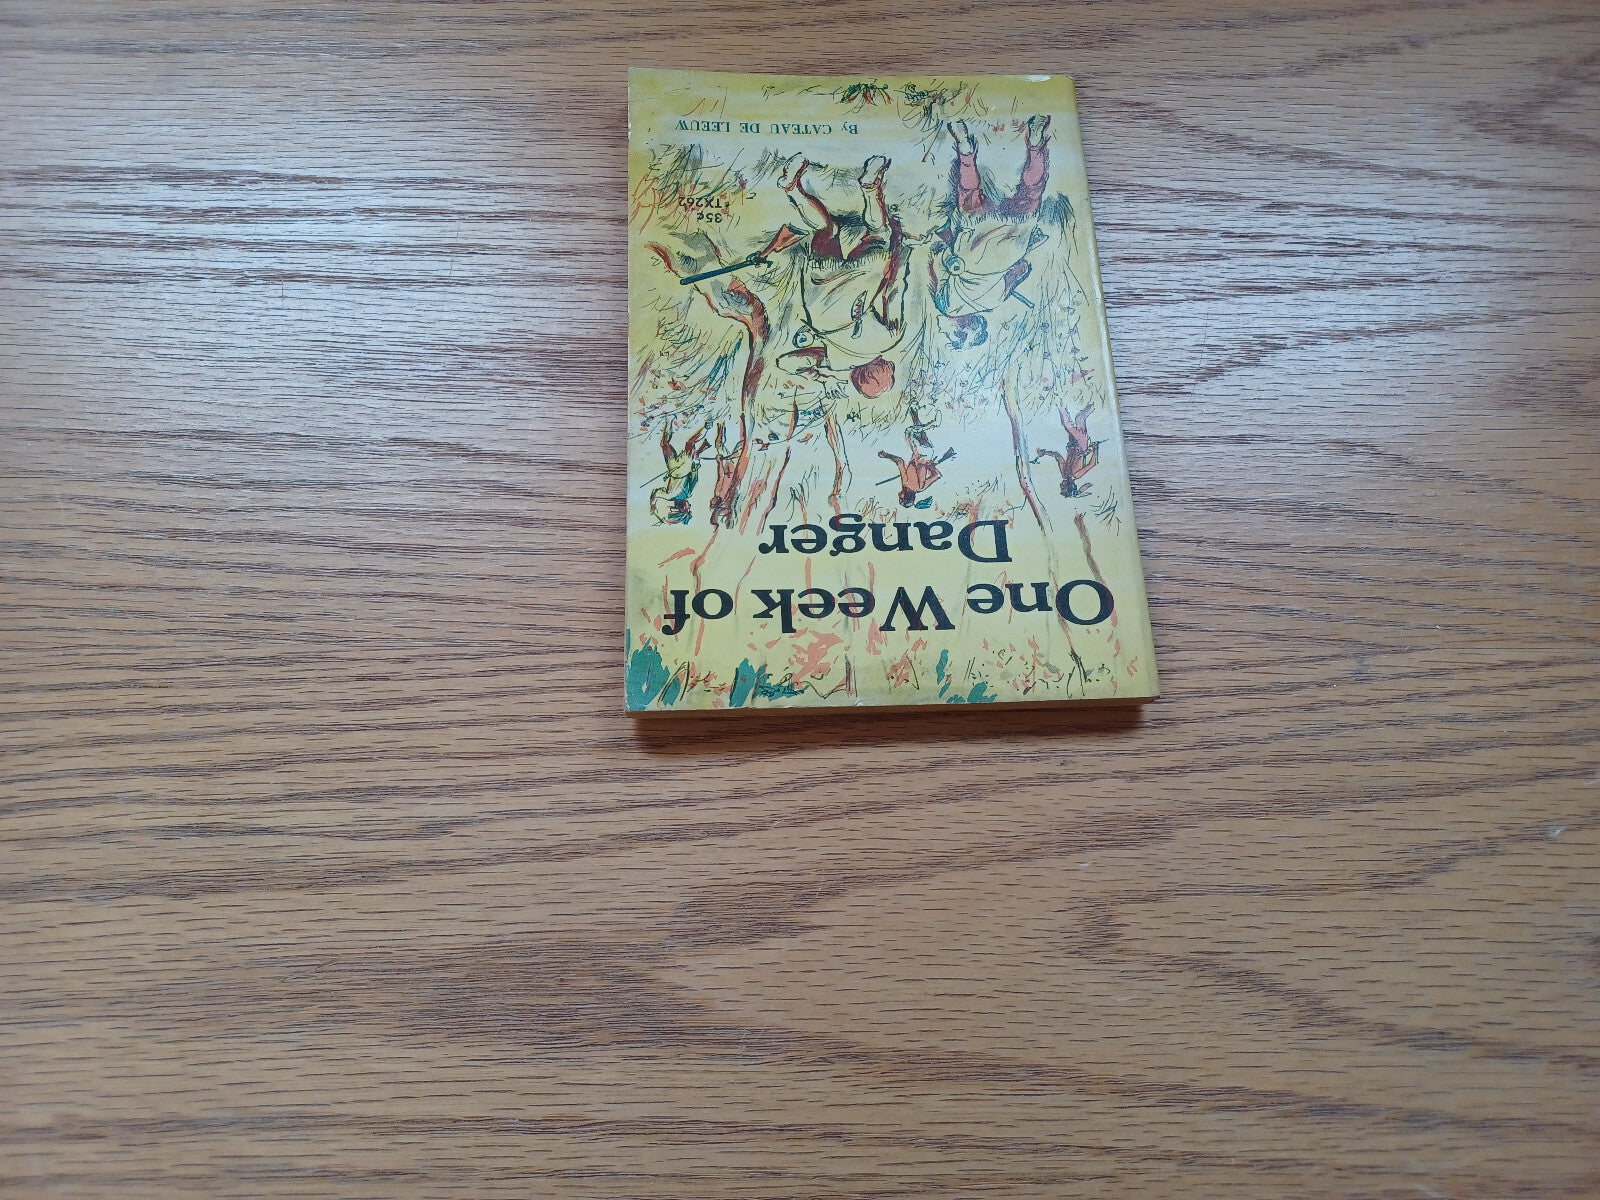 One Week of
Danger
35¢
TX262
By CATEAU DE LEEUW